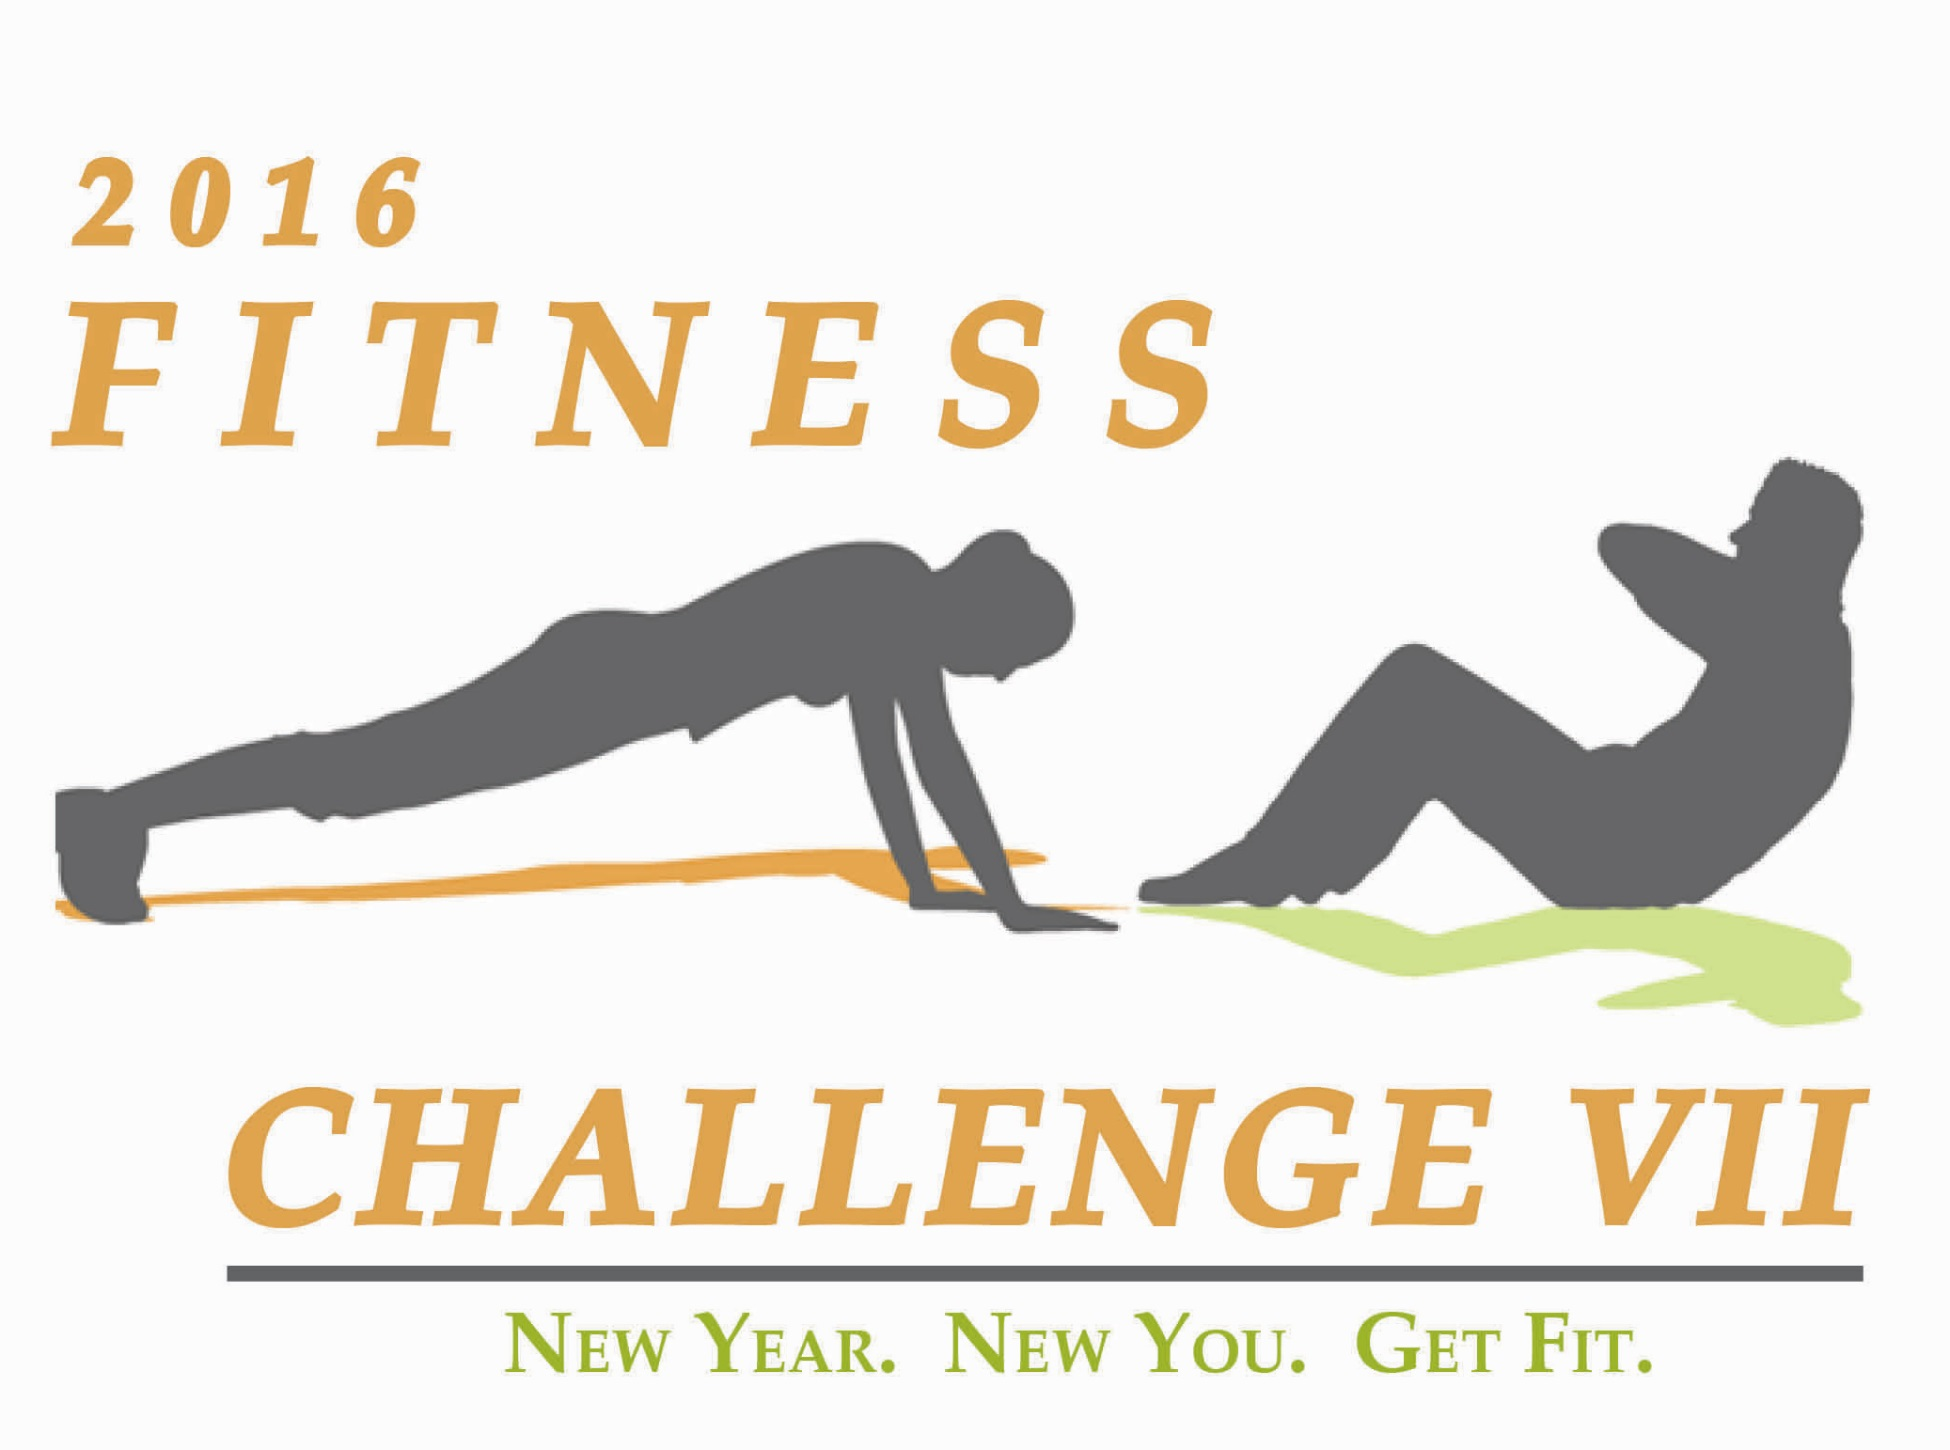 2016
FITNESS
CHALLENGE VII
New Year. New You. Get Fit.